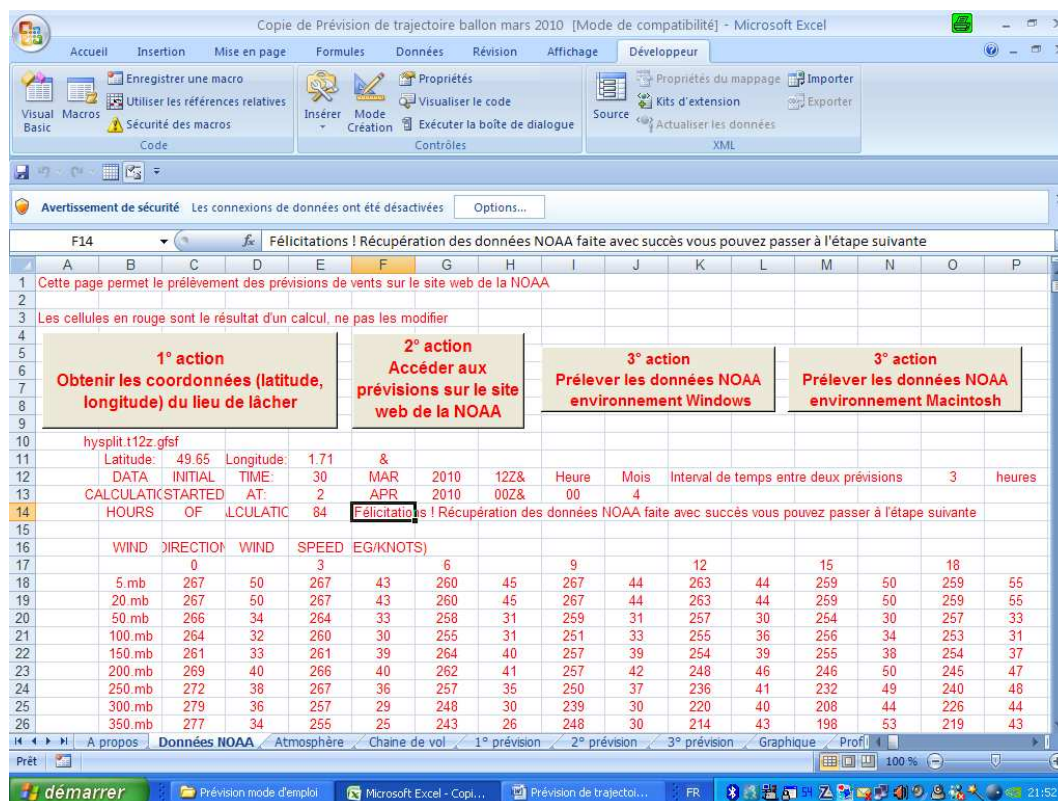 Copie de Prévision de trajectoire ballon mars 2010 [Mode de compatibilité] - Microsoft Excel
Accueil Insertion Mise en page Formules Données Révision Affichage Développeur
Visual Basic
Macros
Enregistrer une macro
Utiliser les références relatives
Sécurité des macros
Code
Insérer
Mode Création
Propriétés
Visualiser le code
Exécuter la boîte de dialogue
Contrôles
Source
Propriétés du mappage
Kits d'extension
Actualiser les données
Importer
Exporter
XML
Avertissement de sécurité Les connexions de données ont été désactivées Options...
F14 fx Félicitations ! Récupération des données NOAA faite avec succès vous pouvez passer à l'étape suivante
A B C D E F G H I J K L M N O P
1 Cette page permet le prélèvement des prévisions de vents sur le site web de la NOAA
2
3 Les cellules en rouge sont le résultat d'un calcul, ne pas les modifier
4
5
6
7
8
9
1° action
Obtenir les coordonnées (latitude,
longitude) du lieu de lâcher
2° action
Accéder aux
prévisions sur le site
web de la NOAA
3° action
Prélever les données NOAA
environnement Windows
3° action
Prélever les données NOAA
environnement Macintosh
10 hysplit.t12z.gfsf
11 Latitude: 49.65 Longitude: 1.71 &
12 DATA INITIAL TIME: 30 MAR 2010 12Z& Heure Mois Interval de temps entre deux prévisions 3 heures
13 CALCULATIC STARTED AT: 2 APR 2010 00Z& 00 4
14 HOURS OF ALCULATIC 84 Félicitations ! Récupération des données NOAA faite avec succès vous pouvez passer à l'étape suivante
15
16 WIND DIRECTION WIND SPEED EG/KNOTS)
17 0 3 6 9 12 15 18
18 5.mb 267 50 267 43 260 45 267 44 263 44 259 50 259 55
19 20.mb 267 50 267 43 260 45 267 44 263 44 259 50 259 55
20 50.mb 266 34 264 33 258 31 259 31 257 30 254 30 257 33
21 100.mb 264 32 260 30 255 31 251 33 255 36 256 34 253 31
22 150.mb 261 33 261 39 264 40 257 39 254 39 255 38 254 37
23 200.mb 269 40 266 40 262 41 257 42 248 46 246 50 245 47
24 250.mb 272 38 267 36 257 35 250 37 236 41 232 49 240 48
25 300.mb 279 36 257 29 248 30 239 30 220 40 208 44 226 44
26 350.mb 277 34 255 25 243 26 248 30 214 43 198 53 219 43
A propos Données NOAA Atmosphère Chaine de vol 1° prévision 2° prévision 3° prévision Graphique Prof
Prêt 100 %
démarrer Prévision mode d'emploi Microsoft Excel - Copi... Prévision de trajectoi... FR 54 21:52